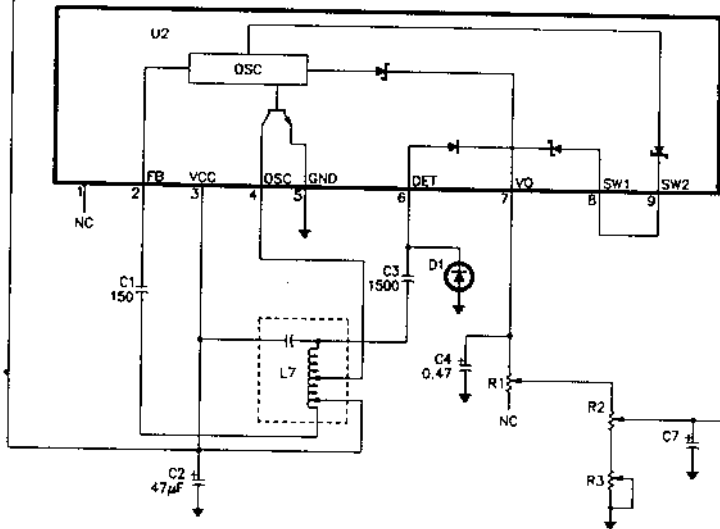 U2
OSC
FB VCC OSC GND DET VO SW1 SW2
1 2 3 4 5 6 7 8 9
NC
C1
150
C3
1500
D1
L7
C4
0.47
R1
NC
R2
C7
R3
C2
47µF